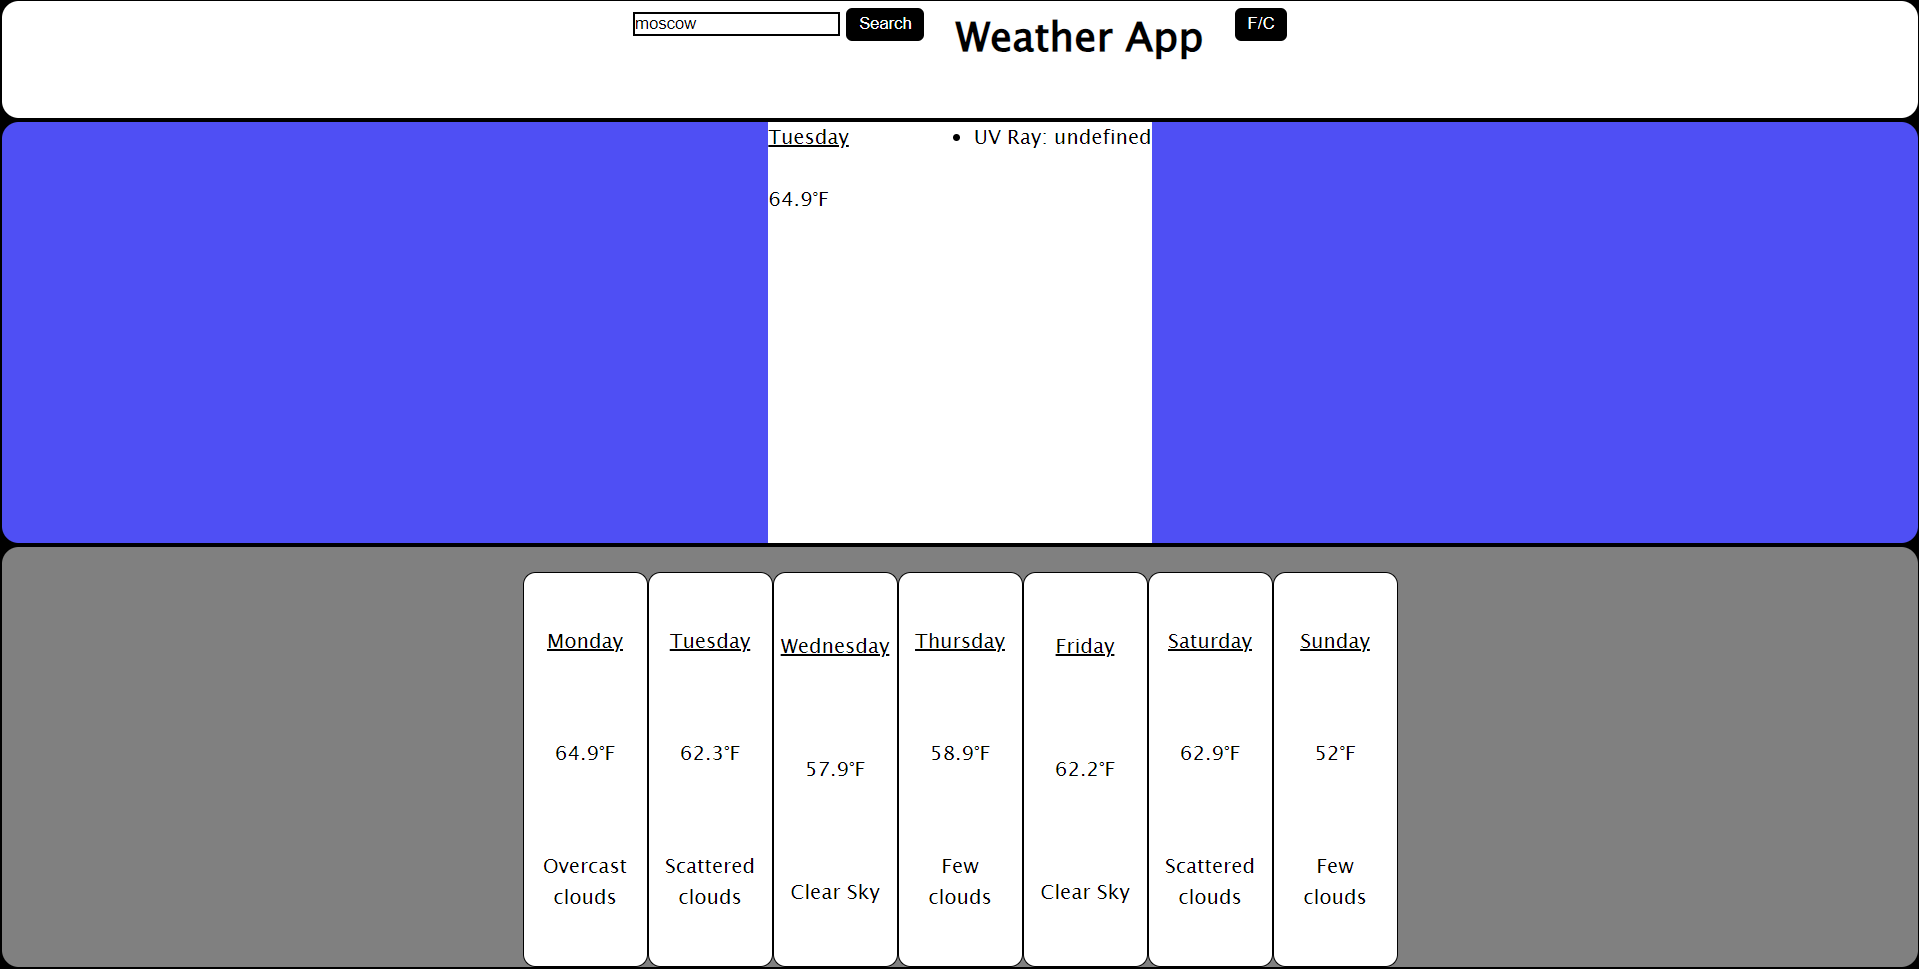 moscow
Search
Weather App
F/C
Tuesday
64.9°F
• UV Ray: undefined
Monday
64.9°F
Overcast
clouds
Tuesday
62.3°F
Scattered
clouds
Wednesday
57.9°F
Clear Sky
Thursday
58.9°F
Few
clouds
Friday
62.2°F
Clear Sky
Saturday
62.9°F
Scattered
clouds
Sunday
52°F
Few
clouds